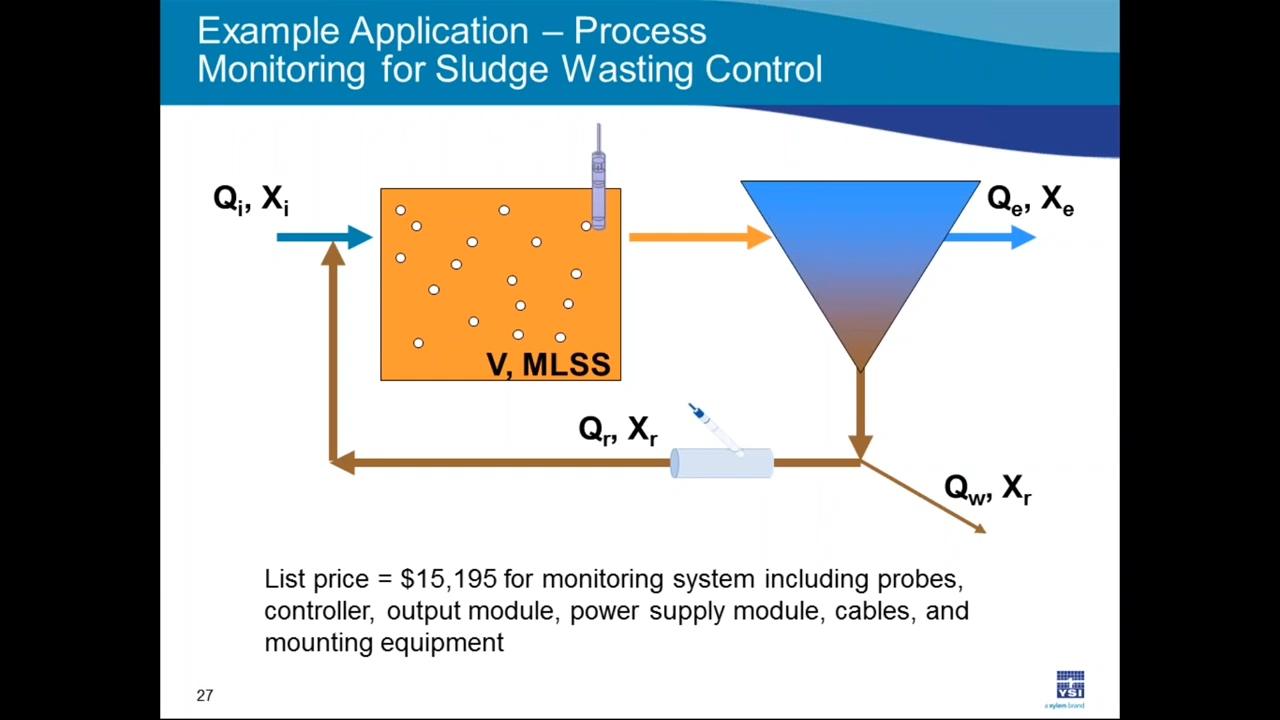 Example Application – Process
Monitoring for Sludge Wasting Control
Qi, Xi
Qe, Xe
V, MLSS
Qr, Xr
Qw, Xr
List price = $15,195 for monitoring system including probes,
controller, output module, power supply module, cables, and
mounting equipment
27
YSI
a xylem brand